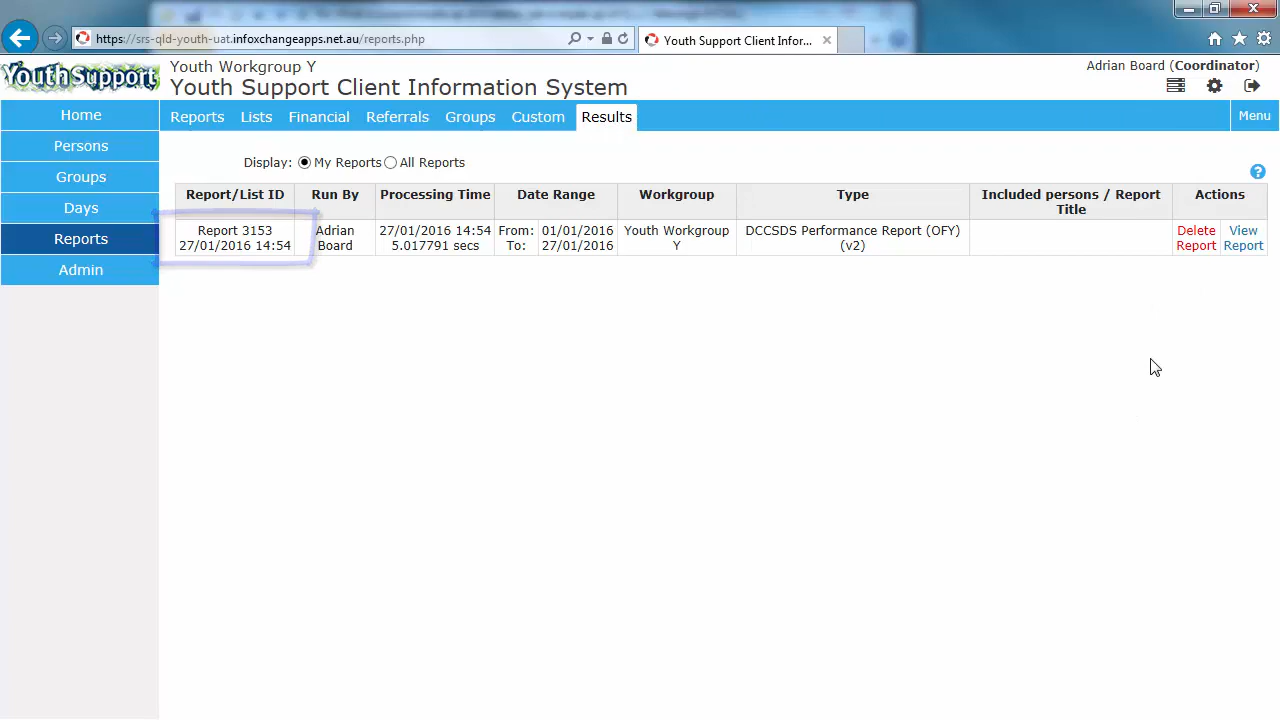 https://srs-qld-youth-uat.infoxchangeapps.net.au/reports.php
Youth Support Client Infor...
YouthSupport
Youth Workgroup Y
Youth Support Client Information System
Adrian Board (Coordinator)
Home
Persons
Groups
Days
Reports
Admin
Reports Lists Financial Referrals Groups Custom Results Menu
Display: My Reports All Reports
Report/List ID Run By Processing Time Date Range Workgroup Type Included persons / Report Title Actions
Report 3153 Adrian 27/01/2016 14:54 From: 01/01/2016 Youth Workgroup DCCSDS Performance Report (OFY) Delete View
27/01/2016 14:54 Board 5.017791 secs To: 27/01/2016 Y (v2) Report Report